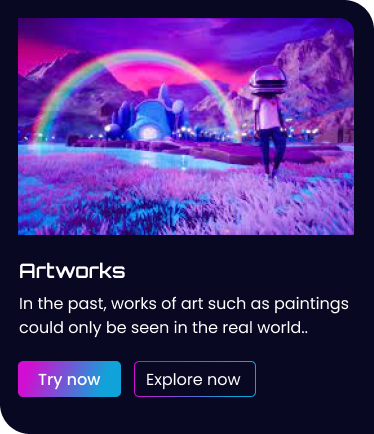 Artworks
In the past, works of art such as paintings
could only be seen in the real world..
Try now
Explore now